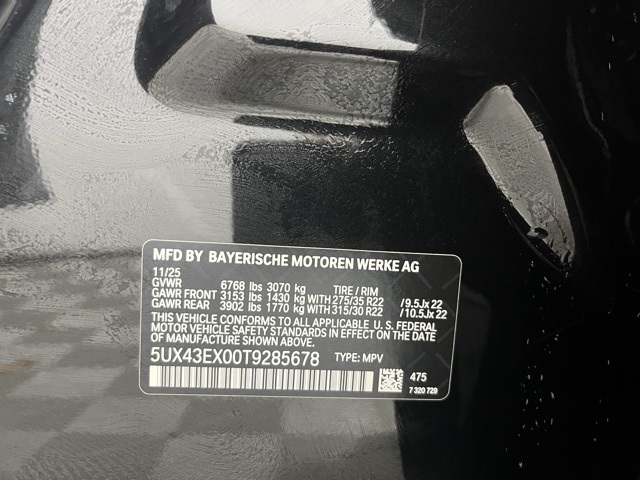 MFD BY BAYERISCHE MOTOREN WERKE AG
11/25
GVWR 6768 lbs 3070 kg TIRE / RIM
GAWR FRONT 3153 lbs 1430 kg WITH 275/35 R22 /9.5Jx 22
GAWR REAR 3902 lbs 1770 kg WITH 315/30 R22 /10.5Jx 22
THIS VEHICLE CONFORMS TO ALL APPLICABLE U.S. FEDERAL
MOTOR VEHICLE SAFETY STANDARDS IN EFFECT ON THE DATE
OF MANUFACTURE SHOWN ABOVE.
5UX43EX00T9285678 TYPE: MPV
475
7 320 729